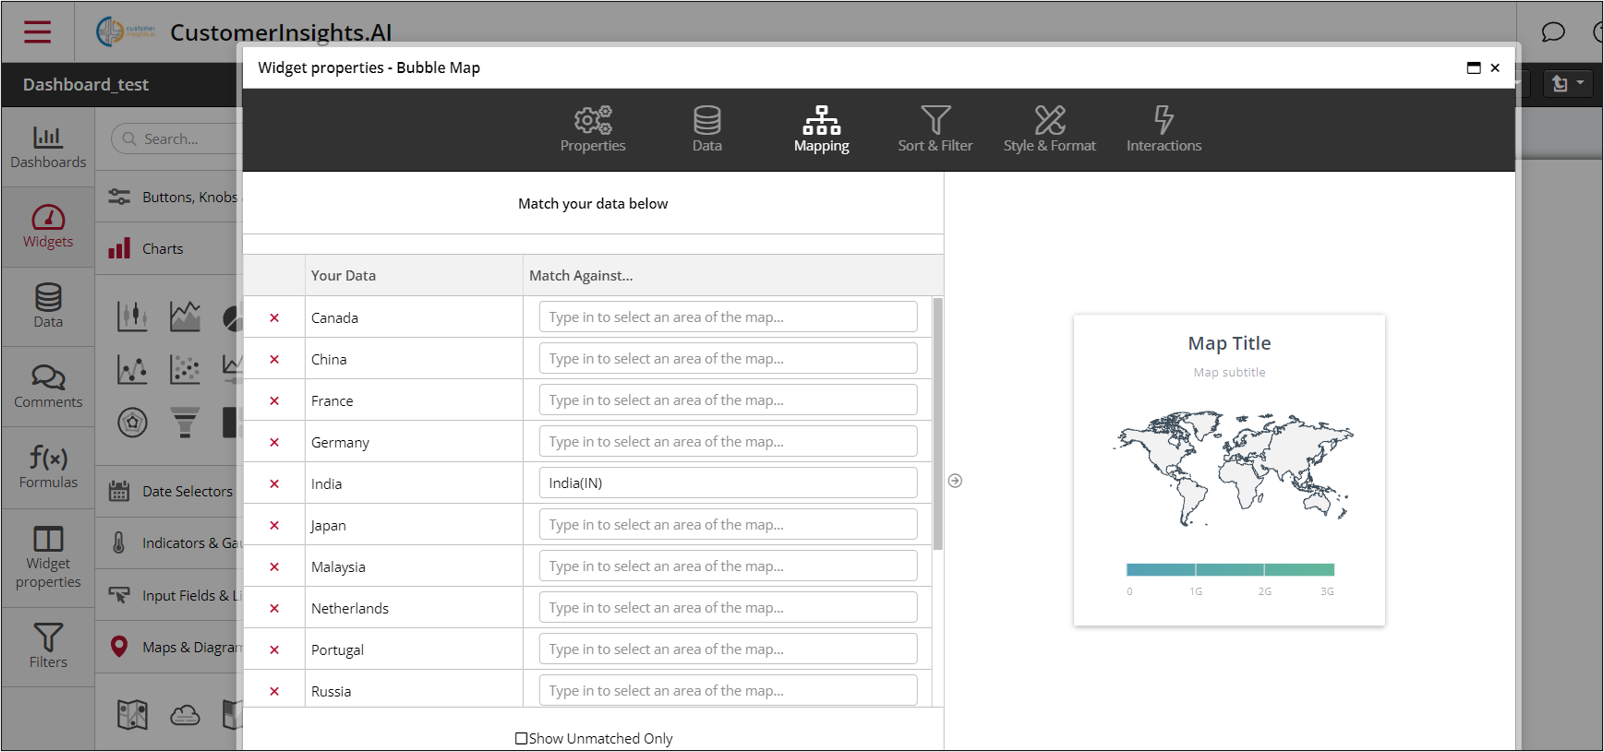 customer
insights.ai
CustomerInsights.AI
Widget properties - Bubble Map
Dashboard_test
Properties
Data
Mapping
Sort & Filter
Style & Format
Interactions
Dashboards
Widgets
Data
Comments
Formulas
Widget
properties
Filters
Search...
Buttons, Knobs
Charts
Date Selectors
Indicators & Gau
Input Fields & Li
Maps & Diagram
Match your data below
Your Data Match Against...
Canada Type in to select an area of the map...
China Type in to select an area of the map...
France Type in to select an area of the map...
Germany Type in to select an area of the map...
India India(IN)
Japan Type in to select an area of the map...
Malaysia Type in to select an area of the map...
Netherlands Type in to select an area of the map...
Portugal Type in to select an area of the map...
Russia Type in to select an area of the map...
Show Unmatched Only
Map Title
Map subtitle
0 1G 2G 3G